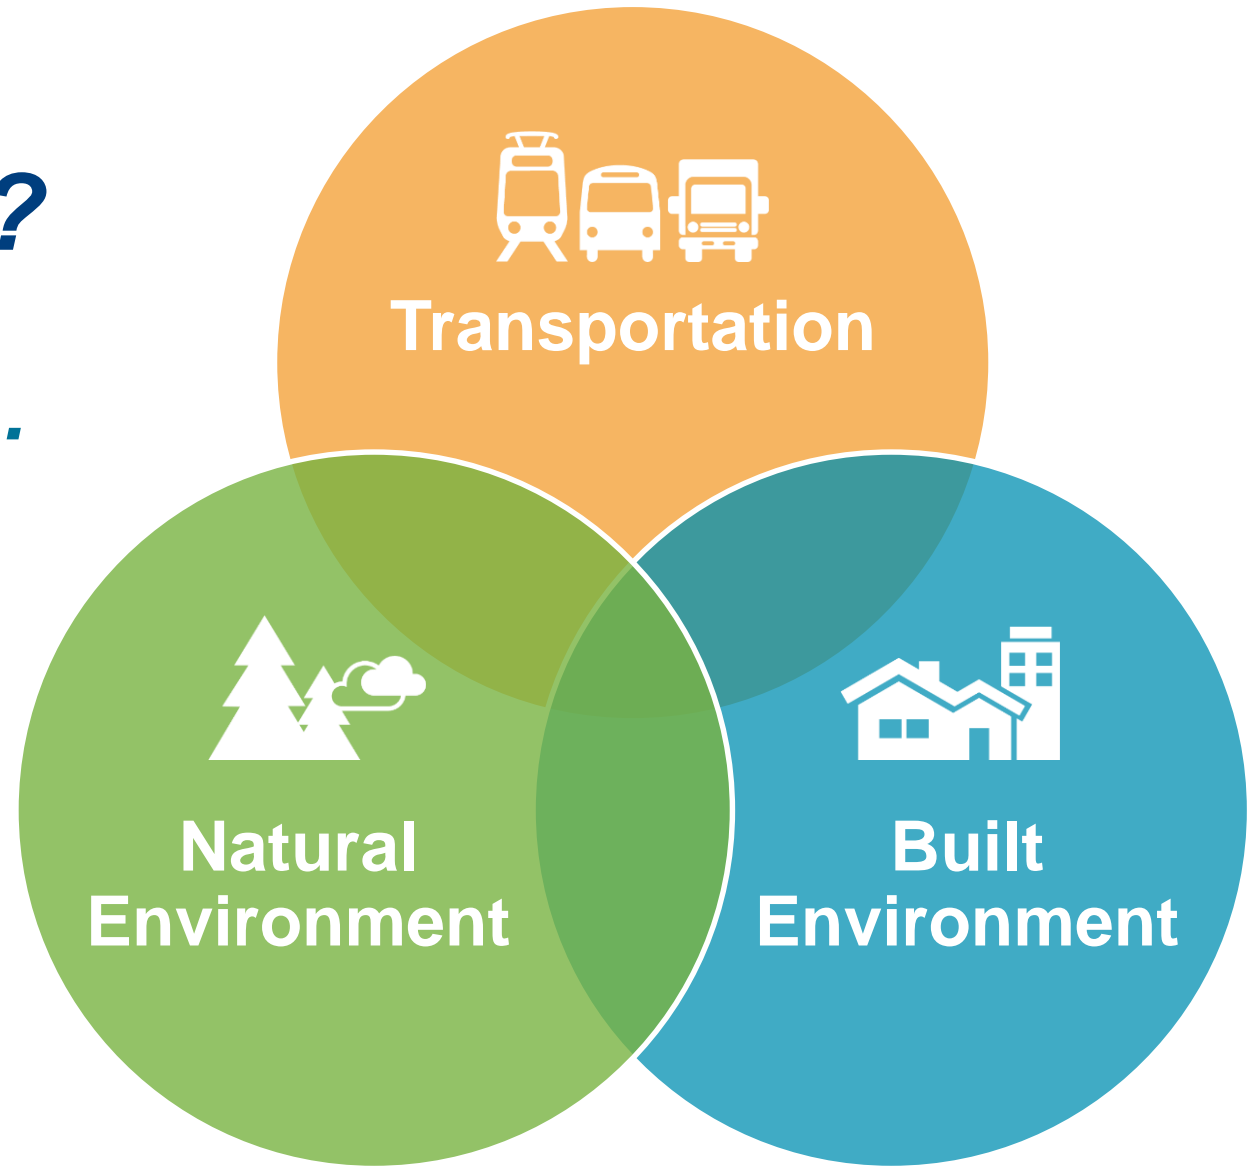 ?
Transportation
.
Natural
Environment
Built
Environment